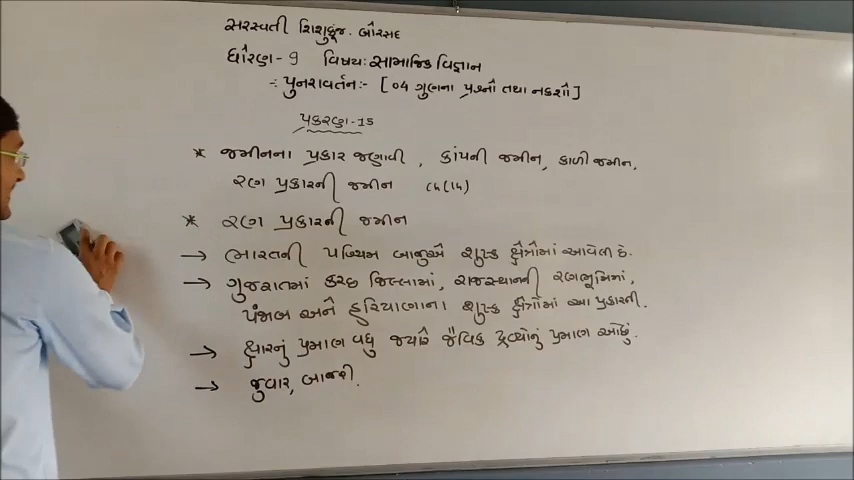 સરસ્વતી શિશુકુંજ. બોરસદ
ધોરણ - 9 વિષય: સામાજિક વિજ્ઞાન
-: પુનરાવર્તન:- [04 ગુણના પ્રશ્નો તથા નકશો]
પ્રકરણ-15
* જમીનના પ્રકાર જણાવી, કાંપની જમીન, કાળી જમીન,
રણ પ્રકારની જમીન
* રણ પ્રકારની જમીન
→ ભારતની પશ્ચિમ બાજુએ શુષ્ક ક્ષેત્રોમાં આવેલી છે.
→ ગુજરાતમાં કચ્છ જિલ્લામાં, રાજસ્થાનની રણભૂમિમાં,
પંજાબ અને હરિયાણાના શુષ્ક ક્ષેત્રોમાં આ પ્રકારની.
→ ક્ષારનું પ્રમાણ વધુ જ્યારે જૈવિક દ્રવ્યોનું પ્રમાણ ઓછું.
→ જુવાર, બાજરી.